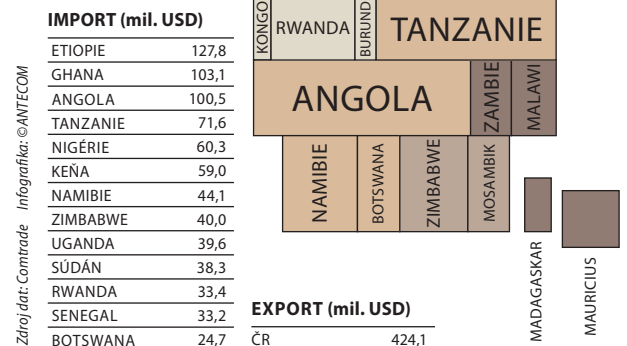 IMPORT (mil. USD)
ETIOPIE 127,8
GHANA 103,1
ANGOLA 100,5
TANZANIE 71,6
NIGÉRIE 60,3
KEŇA 59,0
NAMIBIE 44,1
ZIMBABWE 40,0
UGANDA 39,6
SÚDÁN 38,3
RWANDA 33,4
SENEGAL 33,2
BOTSWANA 24,7
Zdroj dat: Comtrade Infografika: ©ANTECOM
KONGO
RWANDA
BURUND
TANZANIE
ANGOLA
ZAMBIE
MALAWI
NAMIBIE
BOTSWANA
ZIMBABWE
MOSAMBIK
MADAGASKAR
MAURICIUS
EXPORT (mil. USD)
ČR 424,1